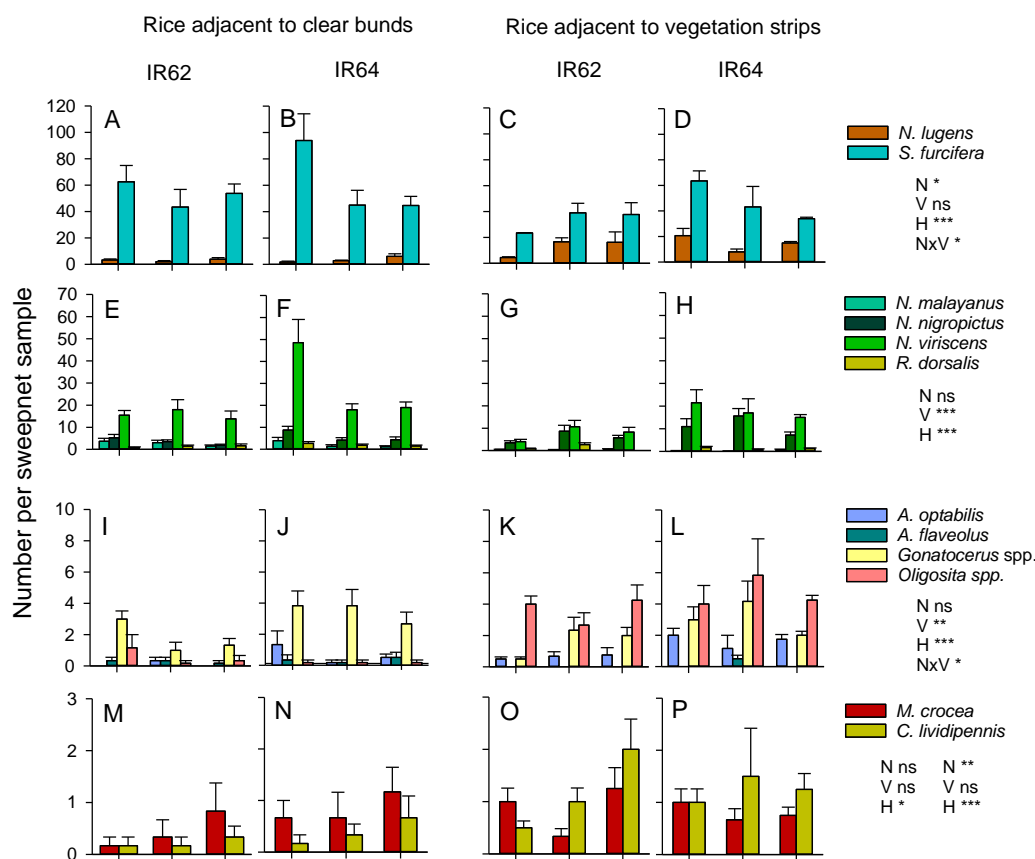 Rice adjacent to clear bunds
Rice adjacent to vegetation strips
IR62
IR64
IR62
IR64
Number per sweepnet sample
120
100
80
60
40
20
0
A
B
C
D
N. lugens
S. furcifera
N *
V ns
H ***
NxV *
70
60
50
40
30
20
10
0
E
F
G
H
N. malayanus
N. nigropictus
N. viriscens
R. dorsalis
N ns
V ***
H ***
10
8
6
4
2
0
I
J
K
L
A. optabilis
A. flaveolus
Gonatocerus spp.
Oligosita spp.
N ns
V **
H ***
NxV *
3
2
1
0
M
N
O
P
M. crocea
C. lividipennis
N ns N **
V ns V ns
H * H ***